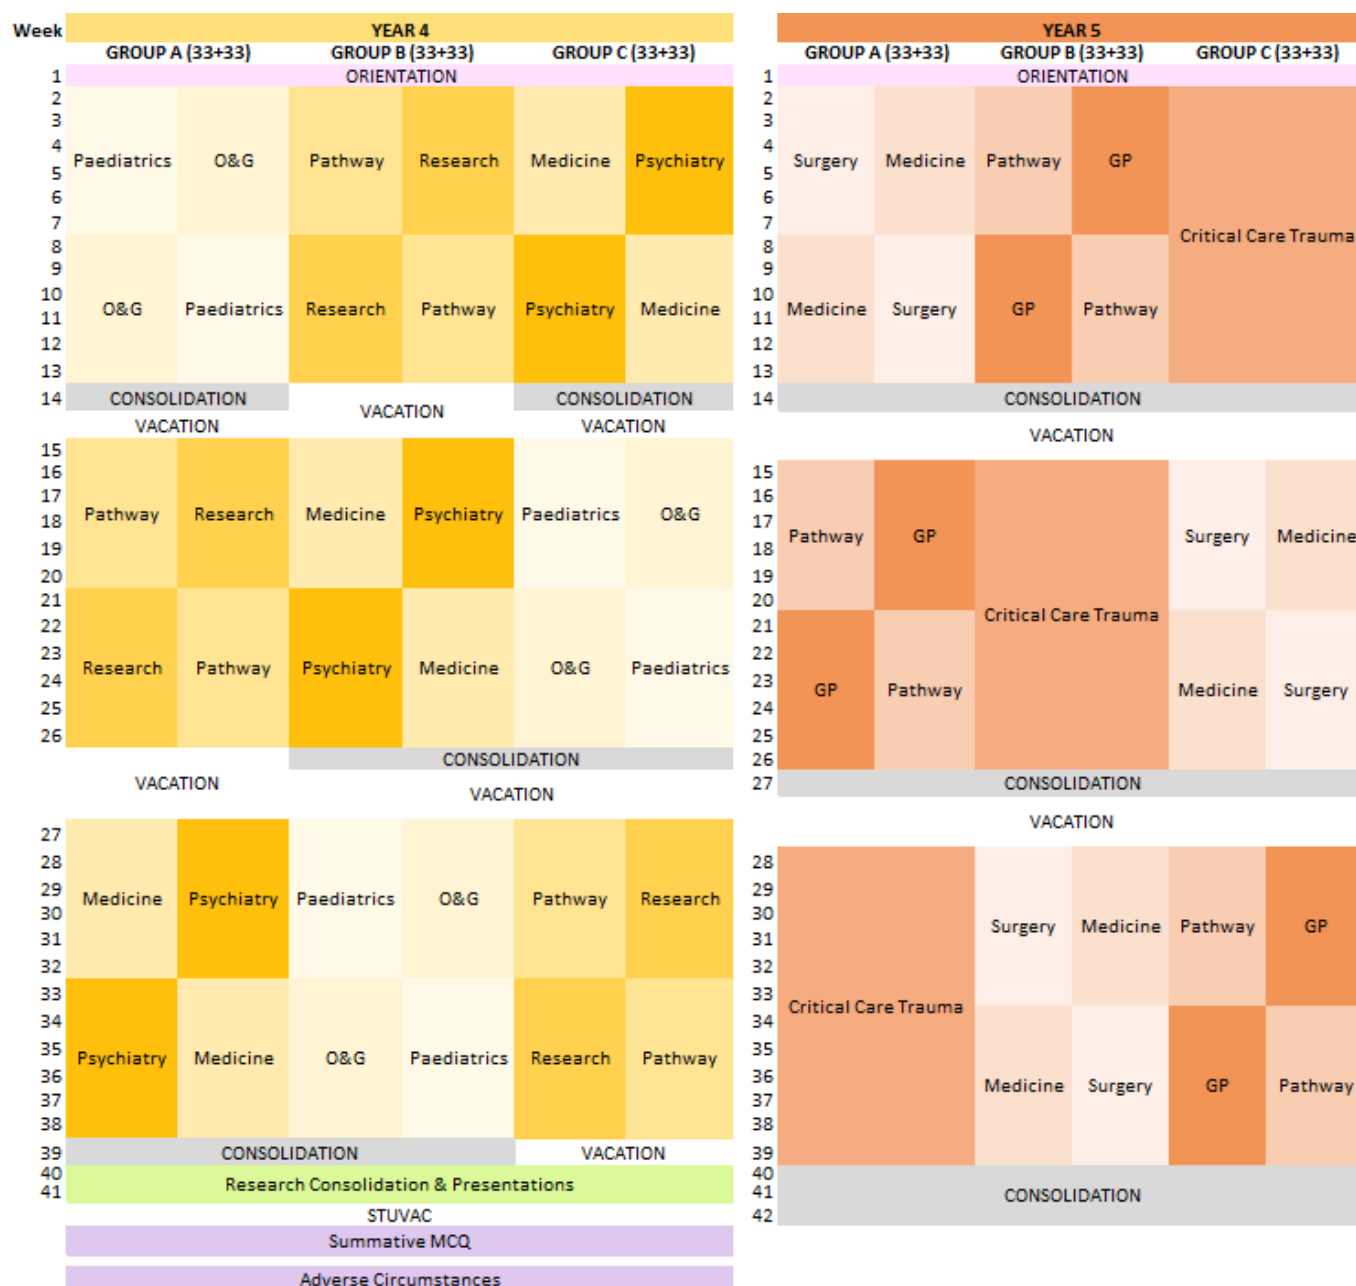 Week YEAR 4 YEAR 5
GROUP A (33+33) GROUP B (33+33) GROUP C (33+33) GROUP A (33+33) GROUP B (33+33) GROUP C (33+33)
1 ORIENTATION 1 ORIENTATION
2 2
3 3
4 4
Paediatrics O&G Pathway Research Medicine Psychiatry Surgery Medicine Pathway GP
5 5
6 6
7 7
Critical Care Trauma
8 8
9 9
10 10
O&G Paediatrics Research Pathway Psychiatry Medicine Medicine Surgery GP Pathway
11 11
12 12
13 13
14 CONSOLIDATION CONSOLIDATION 14 CONSOLIDATION
VACATION
VACATION VACATION VACATION
15 15
16 16
17 17
Pathway Research Medicine Psychiatry Paediatrics O&G
18 18
Pathway GP Surgery Medicine
19 19
20 20
21 21
Critical Care Trauma
22 22
23 23
Research Pathway Psychiatry Medicine O&G Paediatrics
24 24
GP Pathway Medicine Surgery
25 25
26 26
CONSOLIDATION
VACATION 27 CONSOLIDATION
VACATION
VACATION
27
28 28
29 29
Medicine Psychiatry Paediatrics O&G Pathway Research
30 30
Surgery Medicine Pathway GP
31 31
32 32
33 33
34 34
Critical Care Trauma
35 35
Psychiatry Medicine O&G Paediatrics Research Pathway
36 36
Medicine Surgery GP Pathway
37 37
38 38
39 CONSOLIDATION VACATION 39
40 40
Research Consolidation & Presentations
41 41
CONSOLIDATION
STUVAC 42
Summative MCQ
Adverse Circumstances